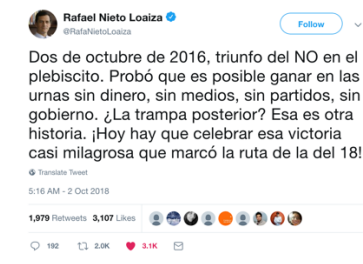 Rafael Nieto Loaiza
@RafaNietoLoaiza
Follow
Dos de octubre de 2016, triunfo del NO en el
plebiscito. Probó que es posible ganar en las
urnas sin dinero, sin medios, sin partidos, sin
gobierno. ¿La trampa posterior? Esa es otra
historia. ¡Hoy hay que celebrar esa victoria
casi milagrosa que marcó la ruta de la del 18!
Translate Tweet
5:16 AM - 2 Oct 2018
1,979 Retweets 3,107 Likes
192 2.0K 3.1K